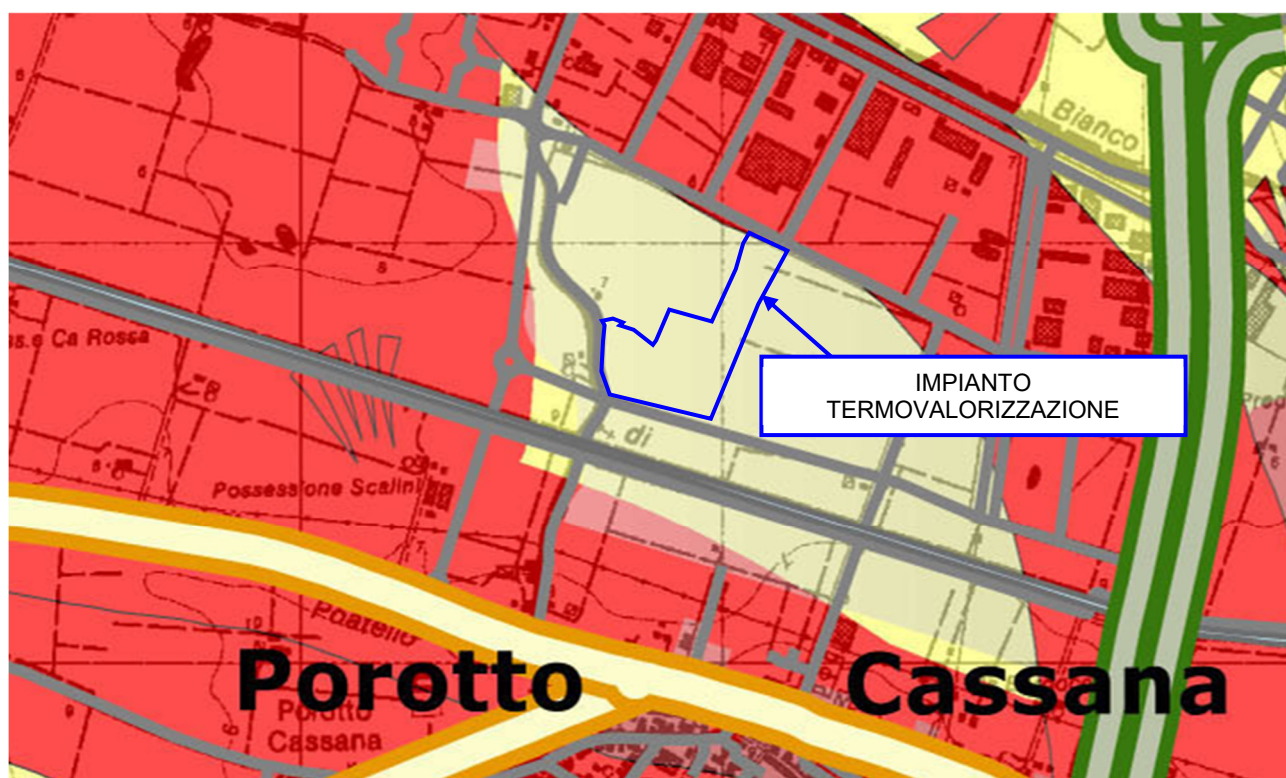 Bianco
s.e Ca Rossa
IMPIANTO
TERMOVALORIZZAZIONE
di
Possessione Scalini
Poatello
Porotto
Cassana
Porotto
Cassana